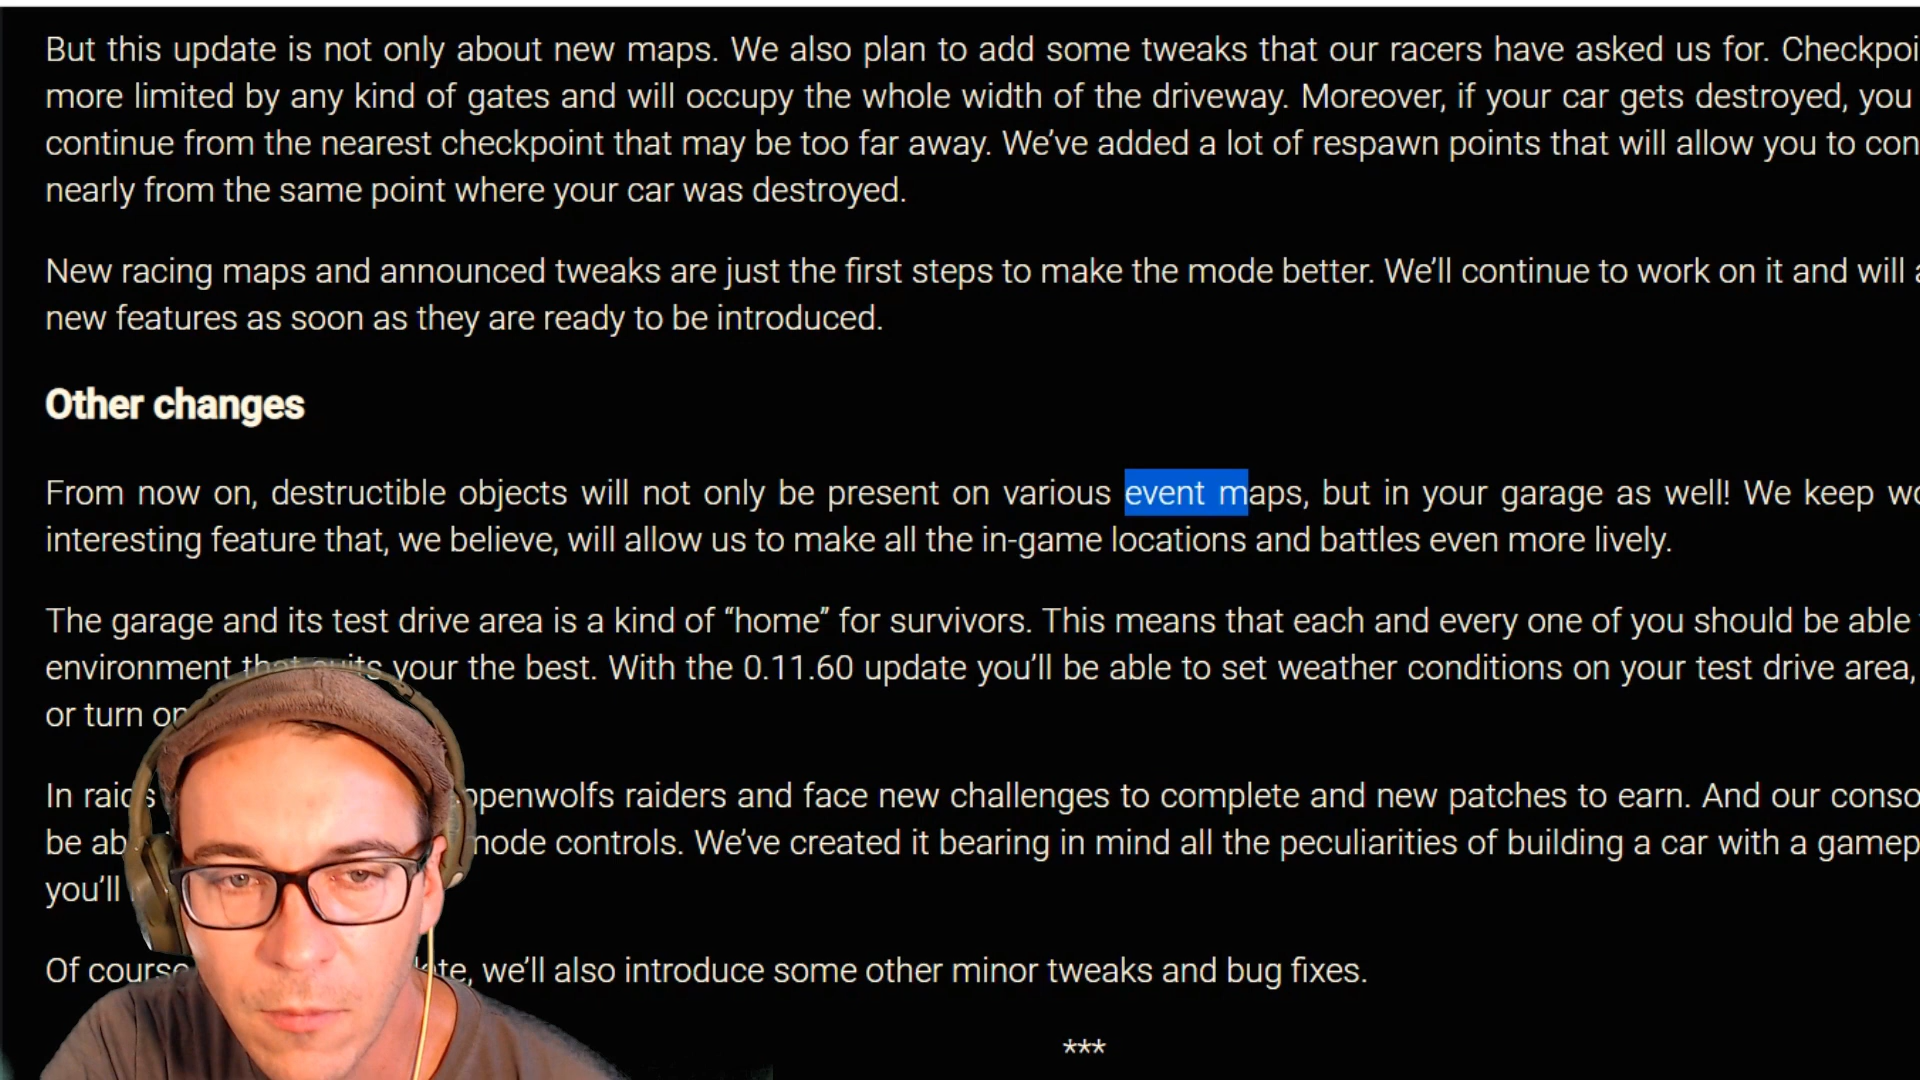 But this update is not only about new maps. We also plan to add some tweaks that our racers have asked us for. Checkpoi
more limited by any kind of gates and will occupy the whole width of the driveway. Moreover, if your car gets destroyed, you
continue from the nearest checkpoint that may be too far away. We’ve added a lot of respawn points that will allow you to con
nearly from the same point where your car was destroyed.
New racing maps and announced tweaks are just the first steps to make the mode better. We’ll continue to work on it and will a
new features as soon as they are ready to be introduced.
Other changes
From now on, destructible objects will not only be present on various event maps, but in your garage as well! We keep wo
interesting feature that, we believe, will allow us to make all the in-game locations and battles even more lively.
The garage and its test drive area is a kind of “home” for survivors. This means that each and every one of you should be able
environment that suits your the best. With the 0.11.60 update you’ll be able to set weather conditions on your test drive area,
or turn on
In raids ppenwolfs raiders and face new challenges to complete and new patches to earn. And our conso
be ab mode controls. We’ve created it bearing in mind all the peculiarities of building a car with a gamep
you’ll
Of course ate, we’ll also introduce some other minor tweaks and bug fixes.
***